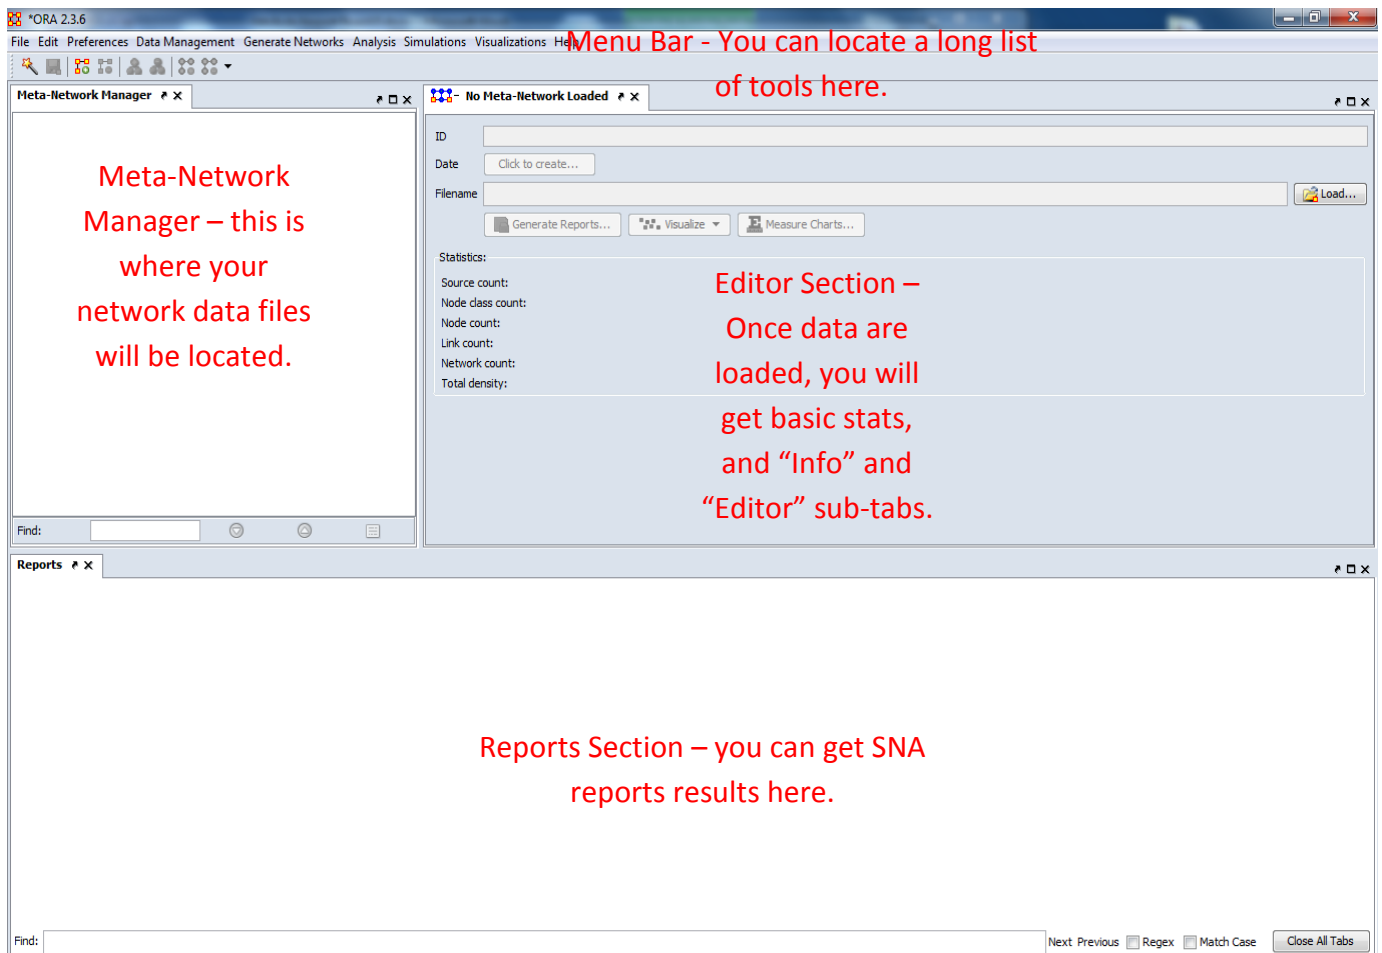 *ORA 2.3.6
File Edit Preferences Data Management Generate Networks Analysis Simulations Visualizations Help
Menu Bar - You can locate a long list
of tools here.
Meta-Network Manager
- No Meta-Network Loaded
ID
Date Click to create...
Filename Load...
Generate Reports... Visualize Measure Charts...
Statistics:
Source count:
Node class count:
Node count:
Link count:
Network count:
Total density:
Meta-Network
Manager – this is
where your
network data files
will be located.
Editor Section –
Once data are
loaded, you will
get basic stats,
and “Info” and
“Editor” sub-tabs.
Find:
Reports
Reports Section – you can get SNA
reports results here.
Find: Next Previous Regex Match Case Close All Tabs